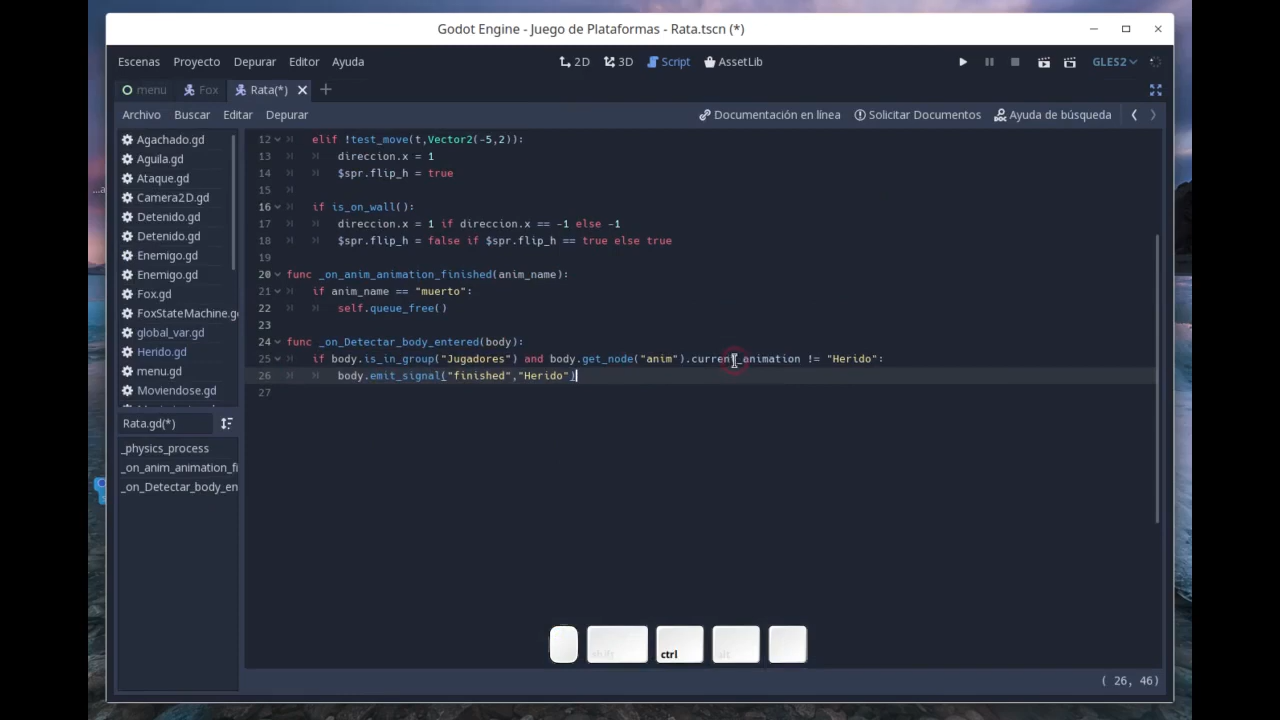 Godot Engine - Juego de Plataformas - Rata.tscn (*)
Escenas Proyecto Depurar Editor Ayuda 2D 3D Script AssetLib GLES2
menu Fox Rata(*)
Archivo Buscar Editar Depurar Documentación en línea Solicitar Documentos Ayuda de búsqueda
Agachado.gd
Aguila.gd
Ataque.gd
Camera2D.gd
Detenido.gd
Detenido.gd
Enemigo.gd
Enemigo.gd
Fox.gd
FoxStateMachine.g
global_var.gd
Herido.gd
menu.gd
Moviendose.gd
Rata.gd(*)
_physics_process
_on_anim_animation_fi
_on_Detectar_body_en
12 elif !test_move(t,Vector2(-5,2)):
13 direccion.x = 1
14 $spr.flip_h = true
15
16 if is_on_wall():
17 direccion.x = 1 if direccion.x == -1 else -1
18 $spr.flip_h = false if $spr.flip_h == true else true
19
20 func _on_anim_animation_finished(anim_name):
21 if anim_name == "muerto":
22 self.queue_free()
23
24 func _on_Detectar_body_entered(body):
25 if body.is_in_group("Jugadores") and body.get_node("anim").current_animation != "Herido":
26 body.emit_signal("finished","Herido")
27
shift ctrl alt
( 26, 46)